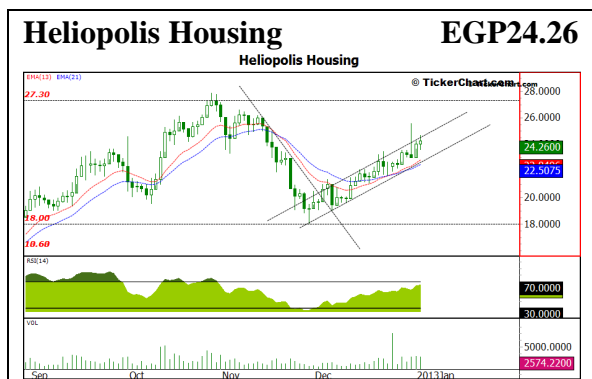 Heliopolis Housing EGP24.26
Heliopolis Housing
EMA(13) EMA(21)
© TickerChart.com
27.30
28.0000
26.0000
24.2600
22.5075
20.0000
18.00
18.0000
10.60
RSI(14)
70.0000
30.0000
VOL
5000.0000
2574.2200
Sep Oct Nov Dec 2013Jan